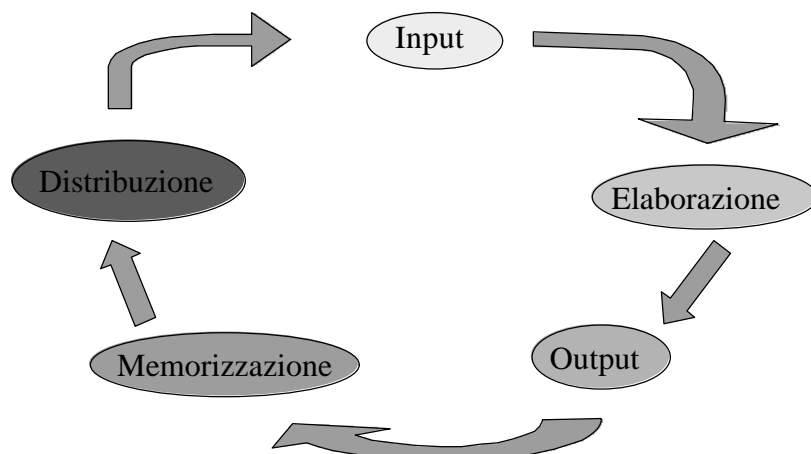 Input
Elaborazione
Output
Memorizzazione
Distribuzione